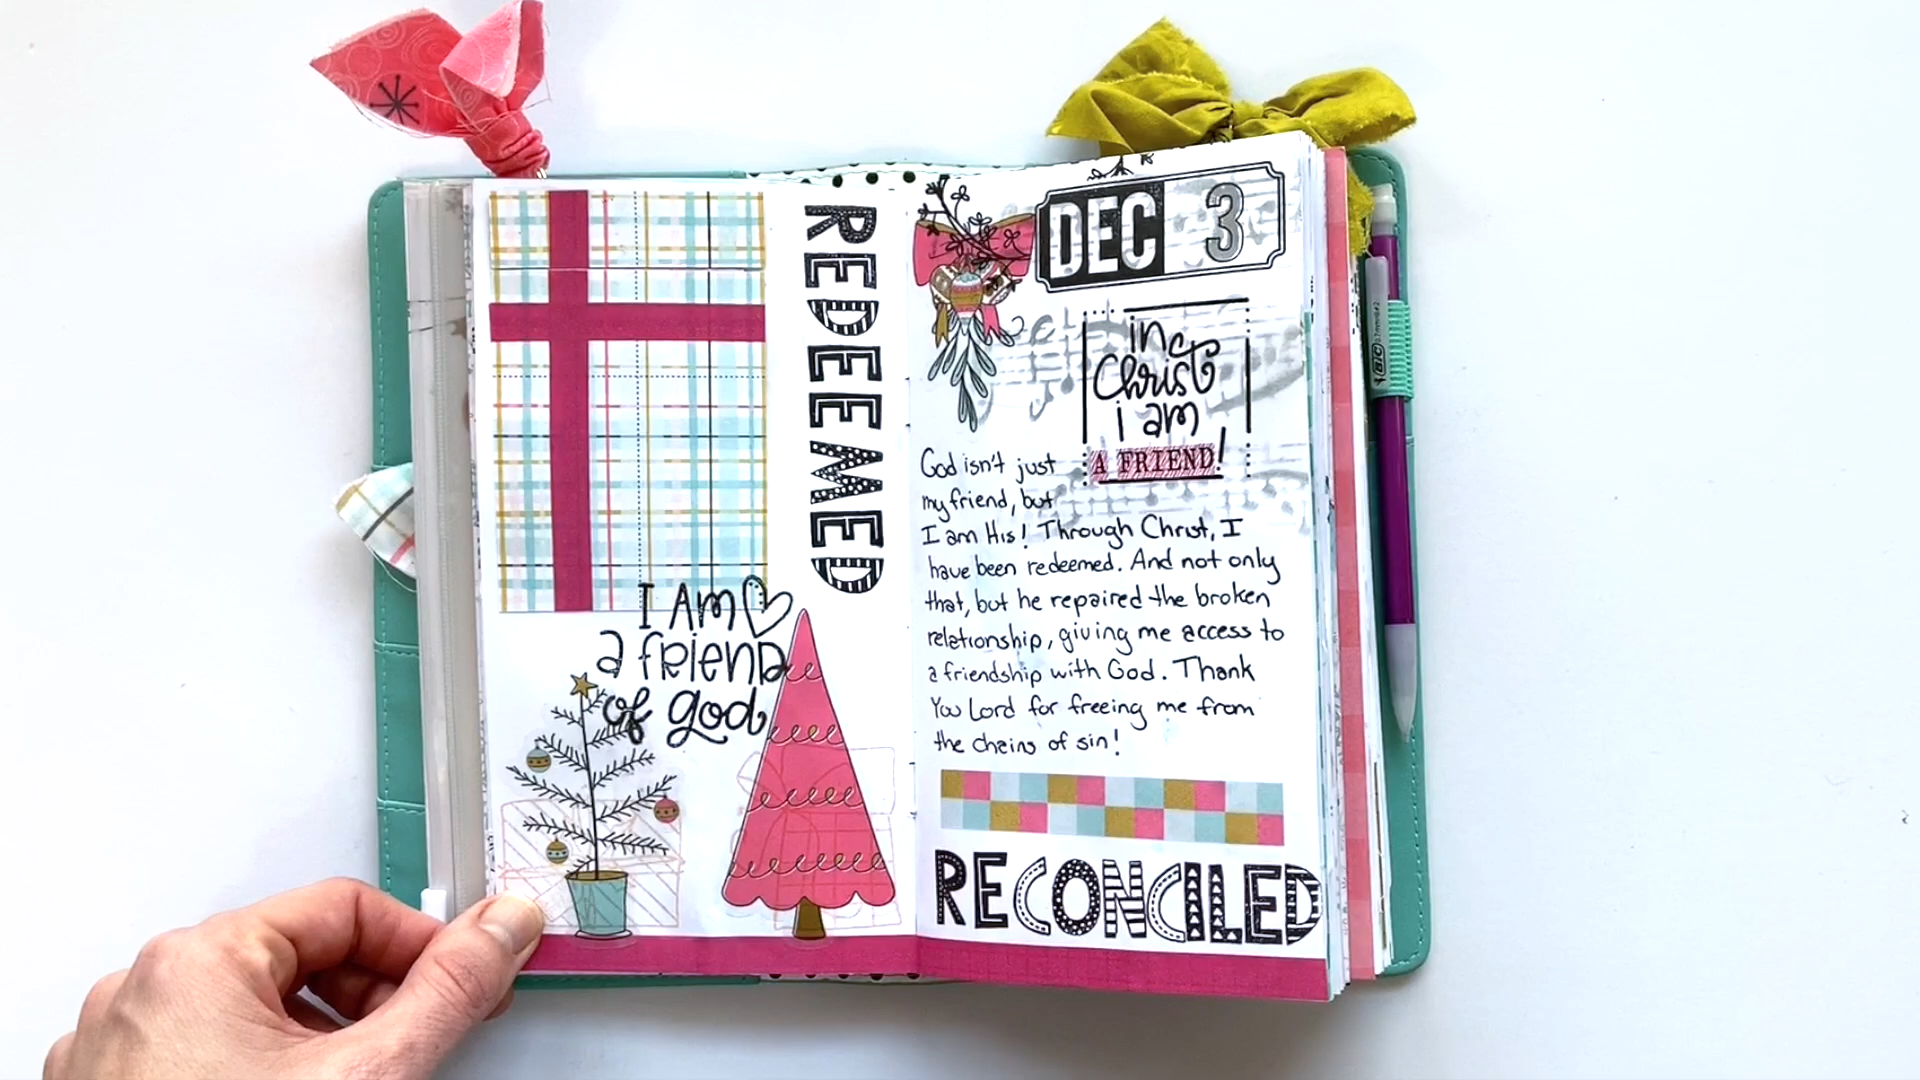 REDEEMED
I AM
a friend
of god
DEC 3
in
Christ
i am
A FRIEND!
God isn't just
my friend, but
I am His! Through Christ, I
have been redeemed. And not only
that, but he repaired the broken
relationship, giving me access to
a friendship with God. Thank
You Lord for freeing me from
the chains of sin!
RECONCILED
BIC